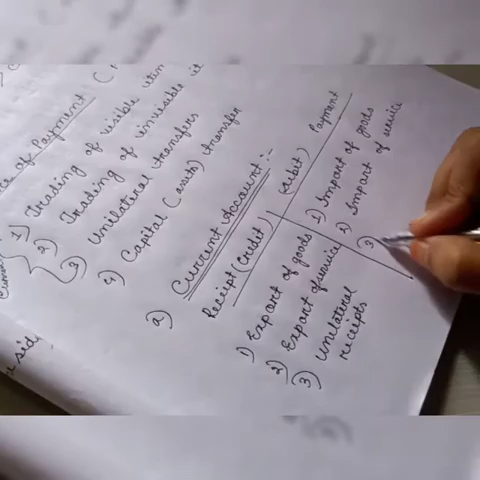 of Payment (
1) Trading of visible item
2) Trading of invisible it
3) Unilateral transfers
4) Capital (assets) transfer
a) Current Account :-
Receipt (Credit) (debit) Payment
1) Export of goods 1) Import of goods
2) Export of service 2) Import of service
3) Unilateral receipts 3)
side